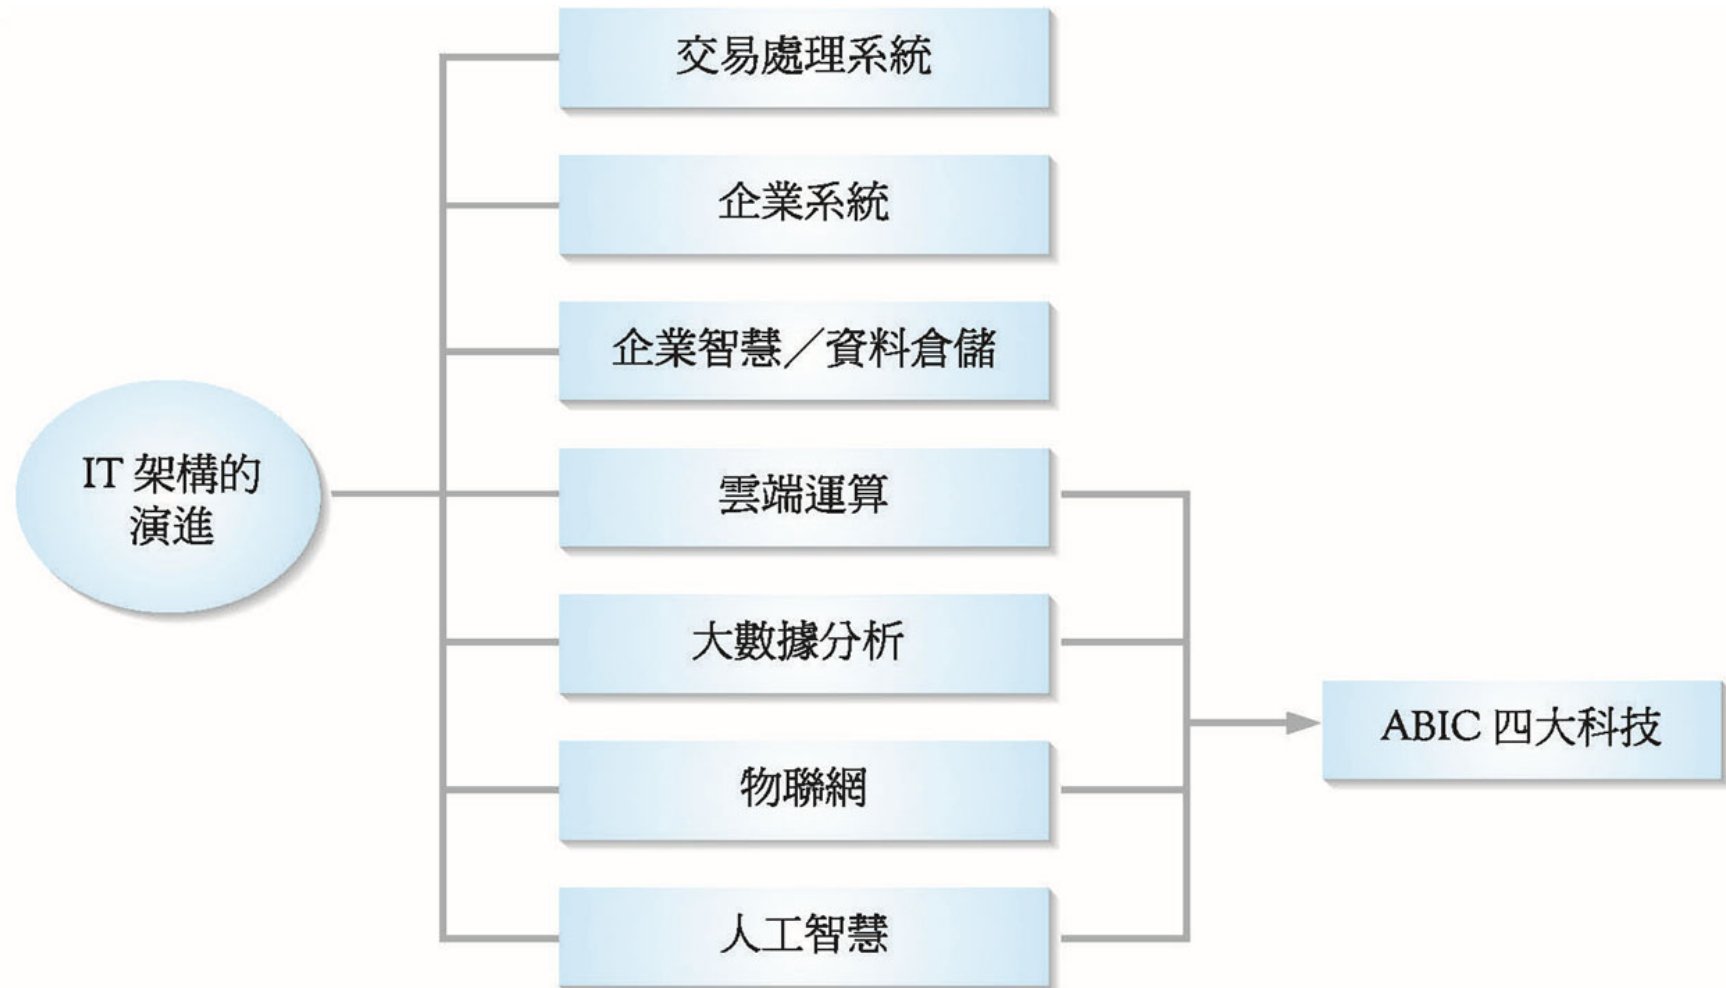 交易處理系統
企業系統
企業智慧／資料倉儲
IT 架構的
演進
雲端運算
大數據分析
物聯網
人工智慧
ABIC 四大科技